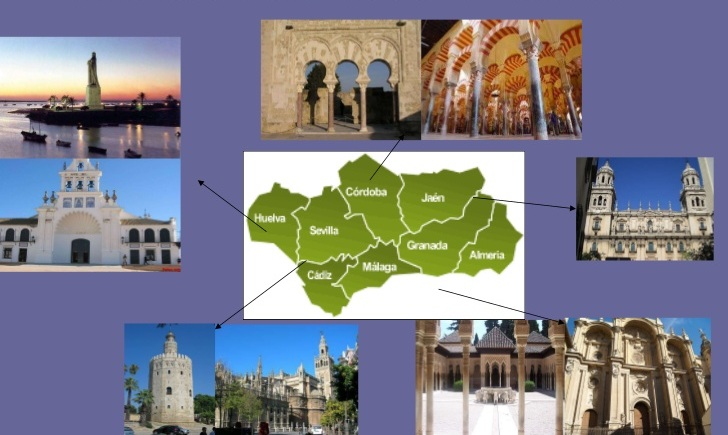 Córdoba
Jaén
Huelva
Sevilla
Granada
Almería
Málaga
Cádiz